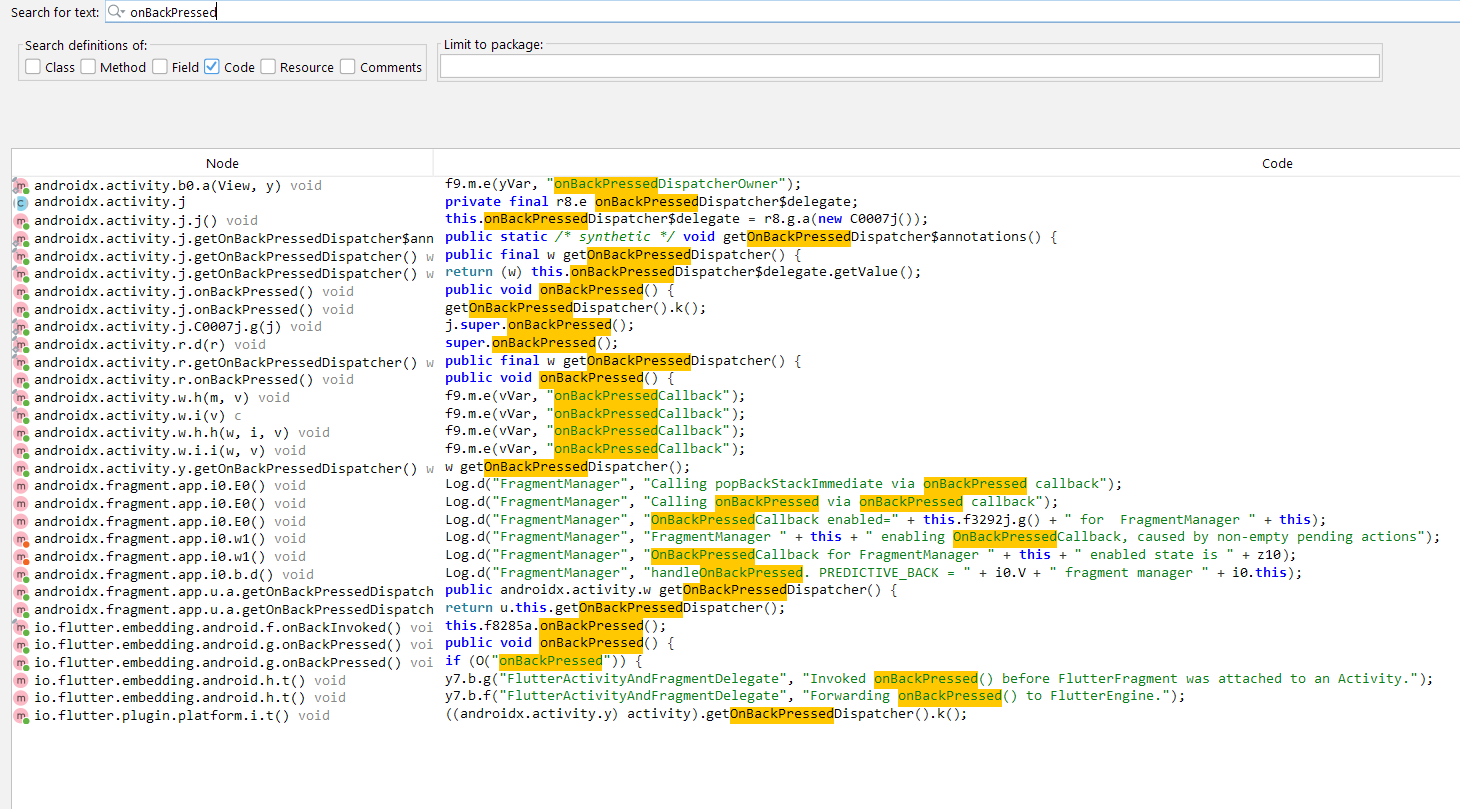 Search for text: onBackPressed
Search definitions of:
Limit to package:
Class Method Field Code Resource Comments
Node Code
androidx.activity.b0.a(View, y) void f9.m.e(yVar, "onBackPressedDispatcherOwner");
androidx.activity.j private final r8.e onBackPressedDispatcher$delegate;
androidx.activity.j.j() void this.onBackPressedDispatcher$delegate = r8.g.a(new C0007j());
androidx.activity.j.getOnBackPressedDispatcher$ann public static /* synthetic */ void getOnBackPressedDispatcher$annotations() {
androidx.activity.j.getOnBackPressedDispatcher() w public final w getOnBackPressedDispatcher() {
androidx.activity.j.getOnBackPressedDispatcher() w return (w) this.onBackPressedDispatcher$delegate.getValue();
androidx.activity.j.onBackPressed() void public void onBackPressed() {
androidx.activity.j.onBackPressed() void getOnBackPressedDispatcher().k();
androidx.activity.j.C0007j.g(j) void j.super.onBackPressed();
androidx.activity.r.d(r) void super.onBackPressed();
androidx.activity.r.getOnBackPressedDispatcher() w public final w getOnBackPressedDispatcher() {
androidx.activity.r.onBackPressed() void public void onBackPressed() {
androidx.activity.w.h(m, v) void f9.m.e(vVar, "onBackPressedCallback");
androidx.activity.w.i(v) c f9.m.e(vVar, "onBackPressedCallback");
androidx.activity.w.h.h(w, i, v) void f9.m.e(vVar, "onBackPressedCallback");
androidx.activity.w.i.i(w, v) void f9.m.e(vVar, "onBackPressedCallback");
androidx.activity.y.getOnBackPressedDispatcher() w w getOnBackPressedDispatcher();
androidx.fragment.app.i0.E0() void Log.d("FragmentManager", "Calling popBackStackImmediate via onBackPressed callback");
androidx.fragment.app.i0.E0() void Log.d("FragmentManager", "Calling onBackPressed via onBackPressed callback");
androidx.fragment.app.i0.E0() void Log.d("FragmentManager", "OnBackPressedCallback enabled=" + this.f3292j.g() + " for  FragmentManager " + this);
androidx.fragment.app.i0.w1() void Log.d("FragmentManager", "FragmentManager " + this + " enabling OnBackPressedCallback, caused by non-empty pending actions");
androidx.fragment.app.i0.w1() void Log.d("FragmentManager", "OnBackPressedCallback for FragmentManager " + this + " enabled state is " + z10);
androidx.fragment.app.i0.b.d() void Log.d("FragmentManager", "handleOnBackPressed. PREDICTIVE_BACK = " + i0.V + " fragment manager " + i0.this);
androidx.fragment.app.u.a.getOnBackPressedDispatch public androidx.activity.w getOnBackPressedDispatcher() {
androidx.fragment.app.u.a.getOnBackPressedDispatch return u.this.getOnBackPressedDispatcher();
io.flutter.embedding.android.f.onBackInvoked() voi this.f8285a.onBackPressed();
io.flutter.embedding.android.g.onBackPressed() voi public void onBackPressed() {
io.flutter.embedding.android.g.onBackPressed() voi if (O("onBackPressed")) {
io.flutter.embedding.android.h.t() void y7.b.g("FlutterActivityAndFragmentDelegate", "Invoked onBackPressed() before FlutterFragment was attached to an Activity.");
io.flutter.embedding.android.h.t() void y7.b.f("FlutterActivityAndFragmentDelegate", "Forwarding onBackPressed() to FlutterEngine.");
io.flutter.plugin.platform.i.t() void ((androidx.activity.y) activity).getOnBackPressedDispatcher().k();